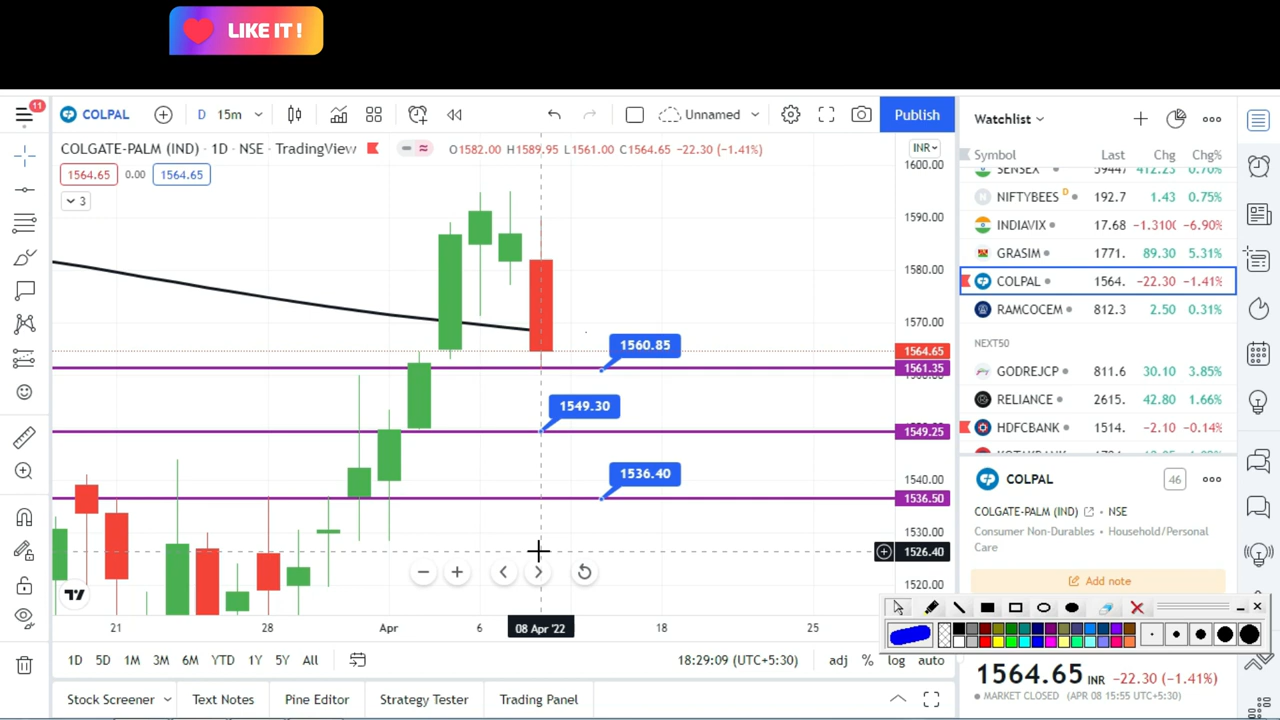 LIKE IT !
11
COLPAL
D 15m
Unnamed
Publish
Watchlist
COLGATE-PALM (IND) · 1D · NSE · TradingView
O1582.00 H1589.95 L1561.00 C1564.65 −22.30 (−1.41%)
INR
1564.65 0.00 1564.65
3
1600.00
1590.00
1580.00
1570.00
1564.65
1561.35
1549.25
1540.00
1536.50
1530.00
1526.40
1520.00
1560.85
1549.30
1536.40
21 28 Apr 6 08 Apr '22 18 25
1D 5D 1M 3M 6M YTD 1Y 5Y All
18:29:09 (UTC+5:30) adj % log auto
Stock Screener Text Notes Pine Editor Strategy Tester Trading Panel
Symbol Last Chg Chg%
SENSEX 59447 412.23 0.70%
NIFTYBEES D 192.7 1.43 0.75%
INDIAVIX 17.68 −1.3100 −6.90%
GRASIM 1771. 89.30 5.31%
COLPAL 1564. −22.30 −1.41%
RAMCOCEM 812.3 2.50 0.31%
NEXT50
GODREJCP 811.6 30.10 3.85%
RELIANCE 2615. 42.80 1.66%
HDFCBANK 1514. −2.10 −0.14%
COLPAL
46
COLGATE-PALM (IND) • NSE
Consumer Non-Durables • Household/Personal
Care
Add note
1564.65 INR −22.30 (−1.41%)
MARKET CLOSED (APR 08 15:55 UTC+5:30)